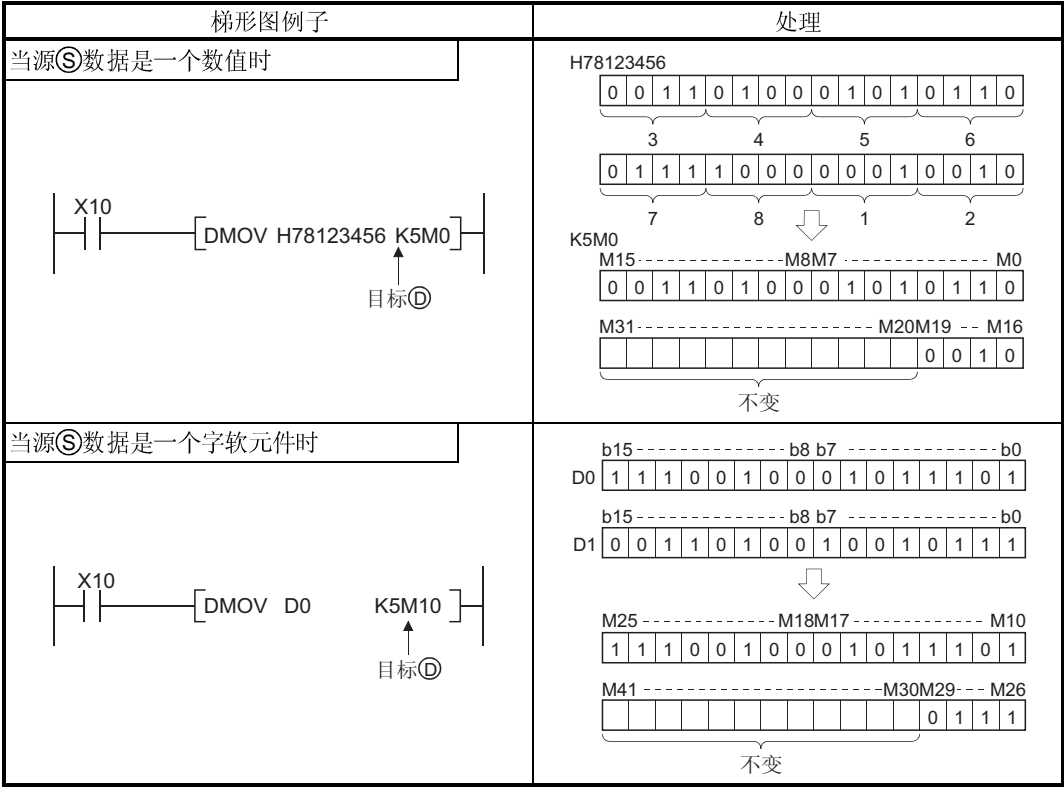 梯形图例子
处理
当源Ⓢ数据是一个数值时
X10
DMOV H78123456 K5M0
目标Ⓓ
H78123456
0 0 1 1 0 1 0 0 0 1 0 1 0 1 1 0
3 4 5 6
0 1 1 1 1 0 0 0 0 0 0 1 0 0 1 0
7 8 1 2
K5M0
M15 M8M7 M0
0 0 1 1 0 1 0 0 0 1 0 1 0 1 1 0
M31 M20M19 M16
0 0 1 0
不变
当源Ⓢ数据是一个字软元件时
X10
DMOV D0 K5M10
目标Ⓓ
b15 b8 b7 b0
D0 1 1 1 0 0 1 0 0 0 1 0 1 1 1 0 1
b15 b8 b7 b0
D1 0 0 1 1 0 1 0 0 1 0 0 1 0 1 1 1
M25 M18M17 M10
1 1 1 0 0 1 0 0 0 1 0 1 1 1 0 1
M41 M30M29 M26
0 1 1 1
不变